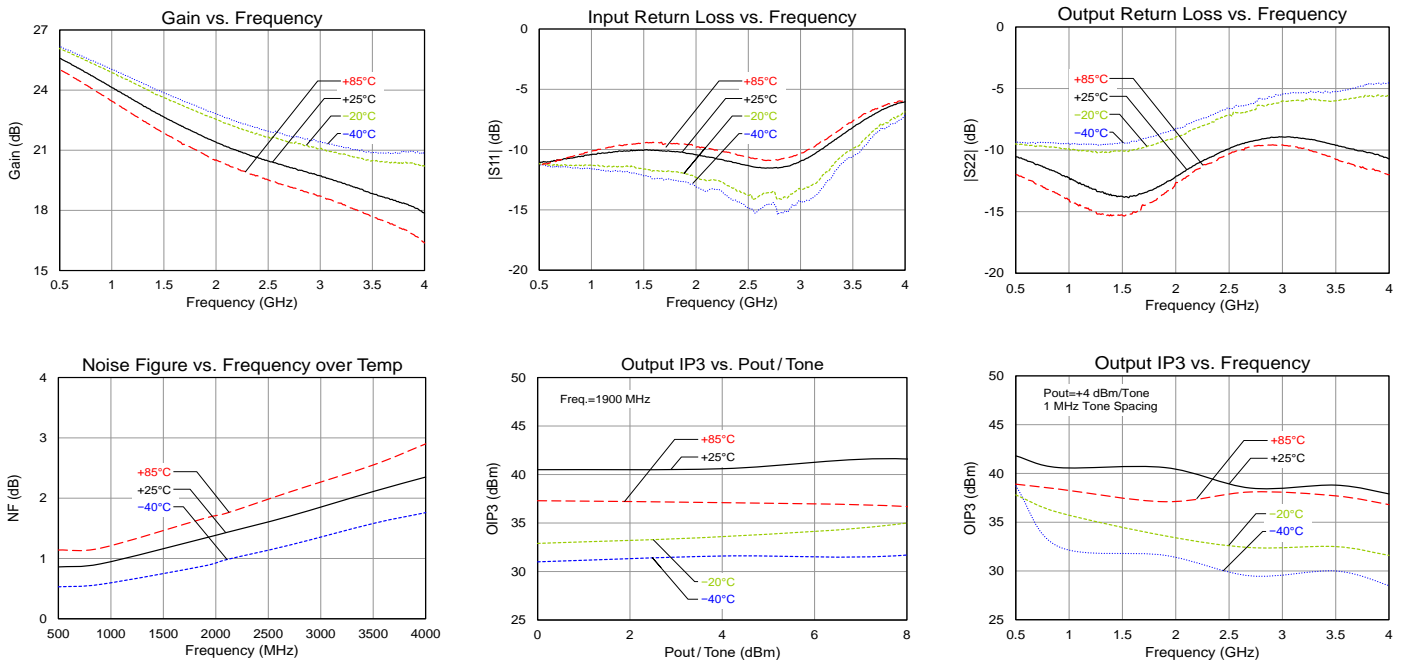 Gain vs. Frequency
27
24
21
18
15
Gain (dB)
+85°C
+25°C
−20°C
−40°C
0.5
1
1.5
2
2.5
3
3.5
4
Frequency (GHz)
Input Return Loss vs. Frequency
0
-5
-10
-15
-20
|S11| (dB)
+85°C
+25°C
−20°C
−40°C
0.5
1
1.5
2
2.5
3
3.5
4
Frequency (GHz)
Output Return Loss vs. Frequency
0
-5
-10
-15
-20
|S22| (dB)
+85°C
+25°C
−20°C
−40°C
0.5
1
1.5
2
2.5
3
3.5
4
Frequency (GHz)
Noise Figure vs. Frequency over Temp
4
3
2
1
0
NF (dB)
+85°C
+25°C
−40°C
500
1000
1500
2000
2500
3000
3500
4000
Frequency (MHz)
Output IP3 vs. Pout/Tone
50
45
40
35
30
25
OIP3 (dBm)
Freq.=1900 MHz
+85°C
+25°C
−20°C
−40°C
0
2
4
6
8
Pout/Tone (dBm)
Output IP3 vs. Frequency
50
45
40
35
30
25
OIP3 (dBm)
Pout=+4 dBm/Tone
1 MHz Tone Spacing
+85°C
+25°C
−20°C
−40°C
0.5
1
1.5
2
2.5
3
3.5
4
Frequency (GHz)